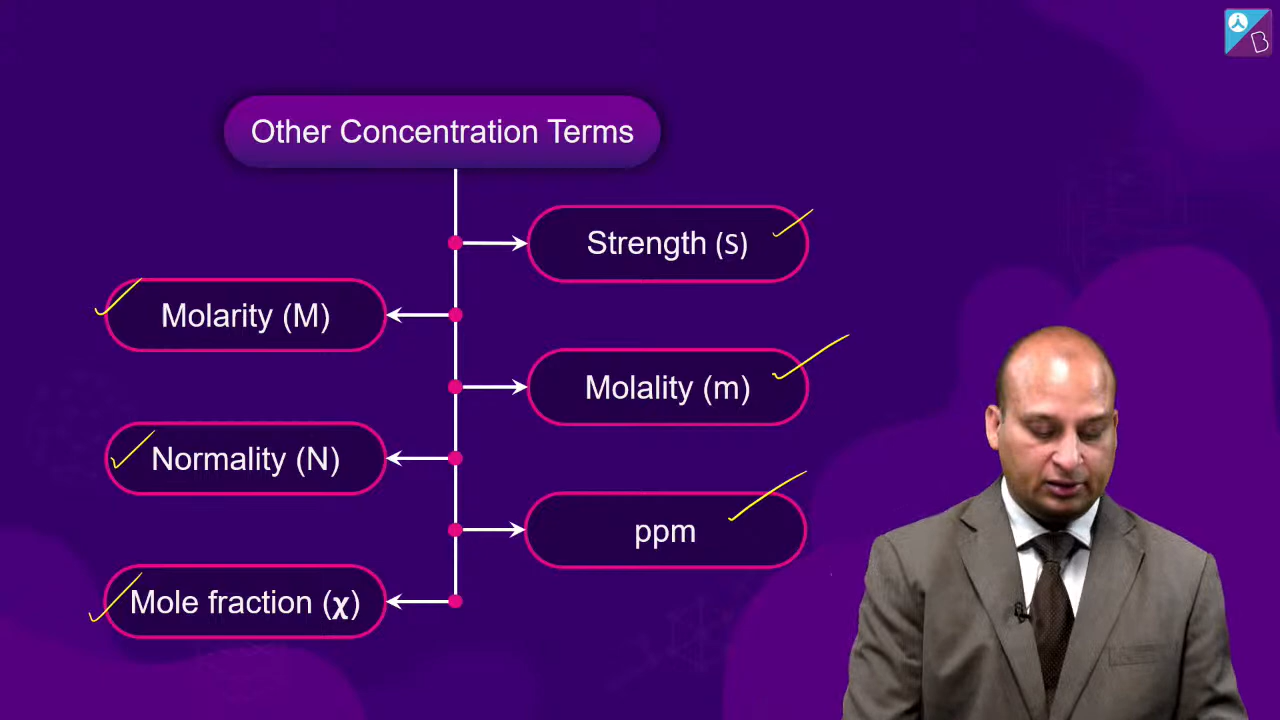 Other Concentration Terms
Strength (S)
Molarity (M)
Molality (m)
Normality (N)
ppm
Mole fraction (χ)
B